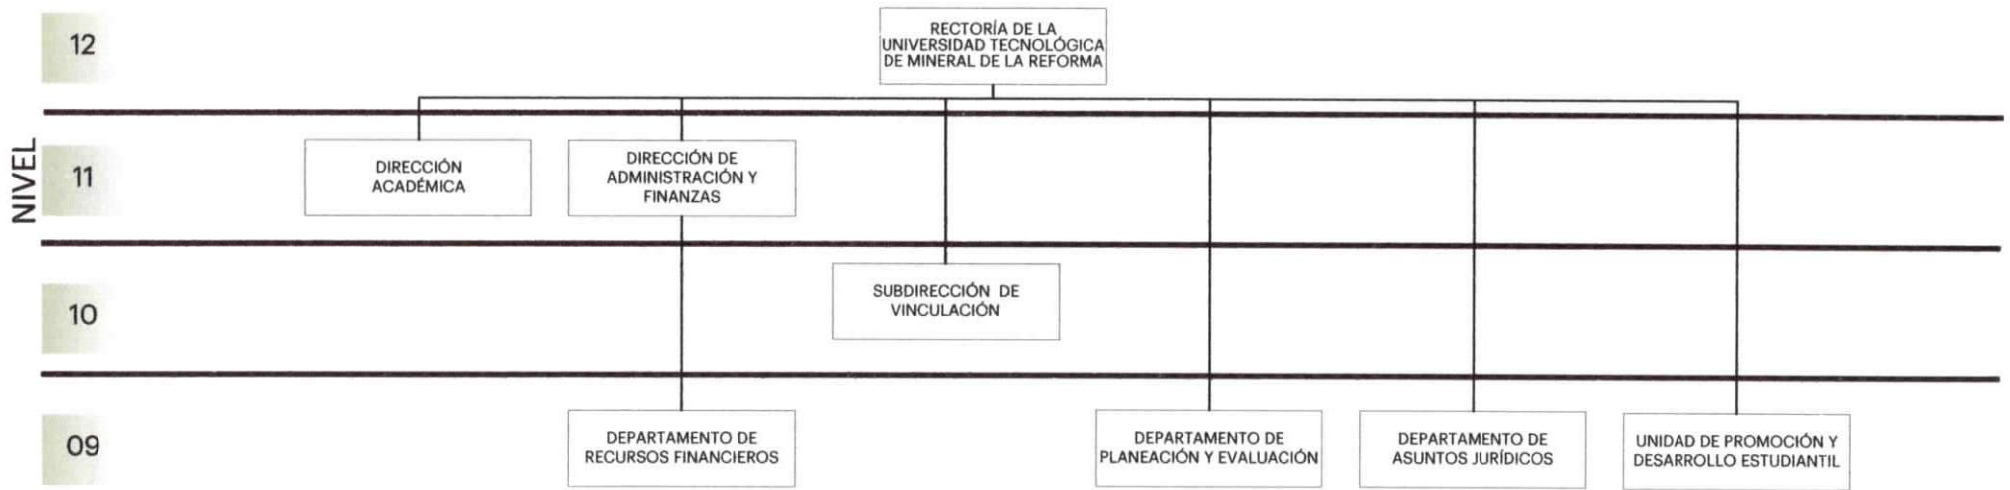 12
RECTORÍA DE LA
UNIVERSIDAD TECNOLÓGICA
DE MINERAL DE LA REFORMA
NIVEL
11
DIRECCIÓN
ACADÉMICA
DIRECCIÓN DE
ADMINISTRACIÓN Y
FINANZAS
10
SUBDIRECCIÓN DE
VINCULACIÓN
09
DEPARTAMENTO DE
RECURSOS FINANCIEROS
DEPARTAMENTO DE
PLANEACIÓN Y EVALUACIÓN
DEPARTAMENTO DE
ASUNTOS JURÍDICOS
UNIDAD DE PROMOCIÓN Y
DESARROLLO ESTUDIANTIL